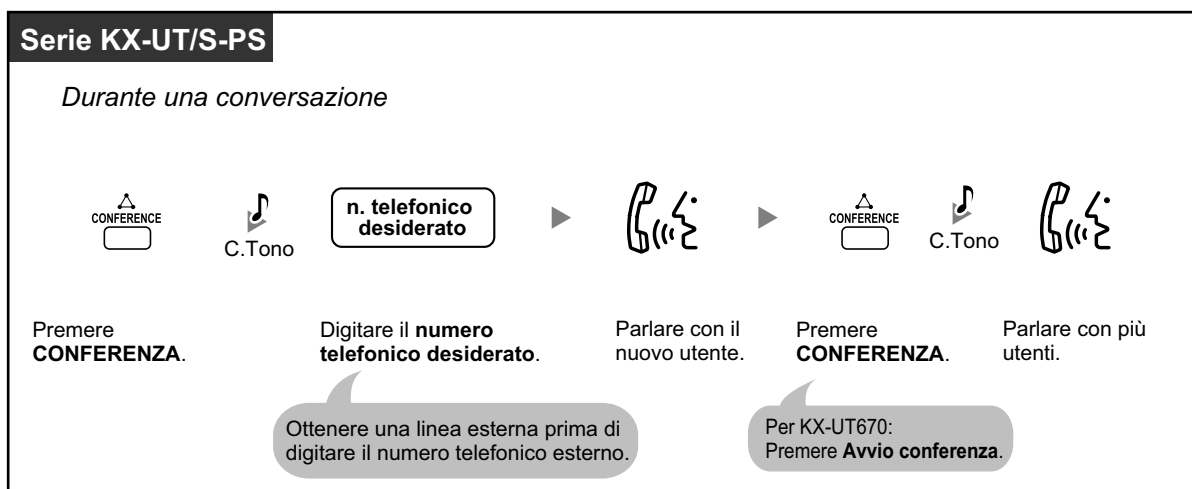 Serie KX-UT/S-PS
Durante una conversazione
CONFERENCE
C.Tono
n. telefonico
desiderato
CONFERENCE
C.Tono
Premere
CONFERENZA.
Digitare il numero
telefonico desiderato.
Parlare con il
nuovo utente.
Premere
CONFERENZA.
Parlare con più
utenti.
Ottenere una linea esterna prima di
digitare il numero telefonico esterno.
Per KX-UT670:
Premere Avvio conferenza.